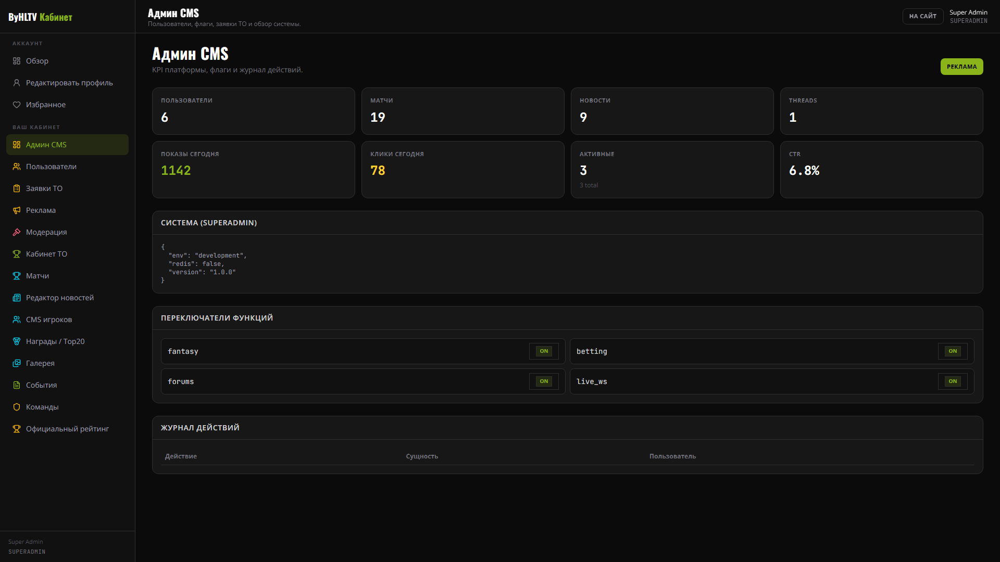 ByHLTV Кабинет
АККАУНТ
Обзор
Редактировать профиль
Избранное
ВАШ КАБИНЕТ
Админ CMS
Пользователи
Заявки ТО
Реклама
Модерация
Кабинет ТО
Матчи
Редактор новостей
CMS игроков
Награды / Top20
Галерея
События
Команды
Официальный рейтинг
Super Admin
SUPERADMIN
Админ CMS
Пользователи, флаги, заявки ТО и обзор системы.
НА САЙТ
Super Admin
SUPERADMIN
Админ CMS
KPI платформы, флаги и журнал действий.
РЕКЛАМА
ПОЛЬЗОВАТЕЛИ
6
МАТЧИ
19
НОВОСТИ
9
THREADS
1
ПОКАЗЫ СЕГОДНЯ
1142
КЛИКИ СЕГОДНЯ
78
АКТИВНЫЕ
3
3 total
CTR
6.8%
СИСТЕМА (SUPERADMIN)
{
"env": "development",
"redis": false,
"version": "1.0.0"
}
ПЕРЕКЛЮЧАТЕЛИ ФУНКЦИЙ
fantasy ON
betting ON
forums ON
live_ws ON
ЖУРНАЛ ДЕЙСТВИЙ
Действие Сущность Пользователь